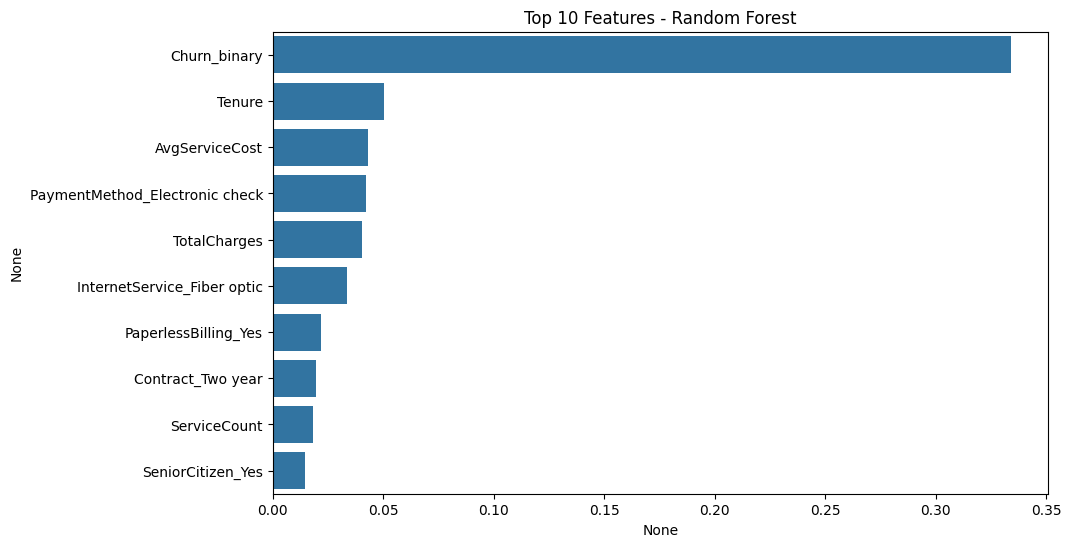 Top 10 Features - Random Forest
None
Churn_binary
Tenure
AvgServiceCost
PaymentMethod_Electronic check
TotalCharges
InternetService_Fiber optic
PaperlessBilling_Yes
Contract_Two year
ServiceCount
SeniorCitizen_Yes
0.00 0.05 0.10 0.15 0.20 0.25 0.30 0.35
None